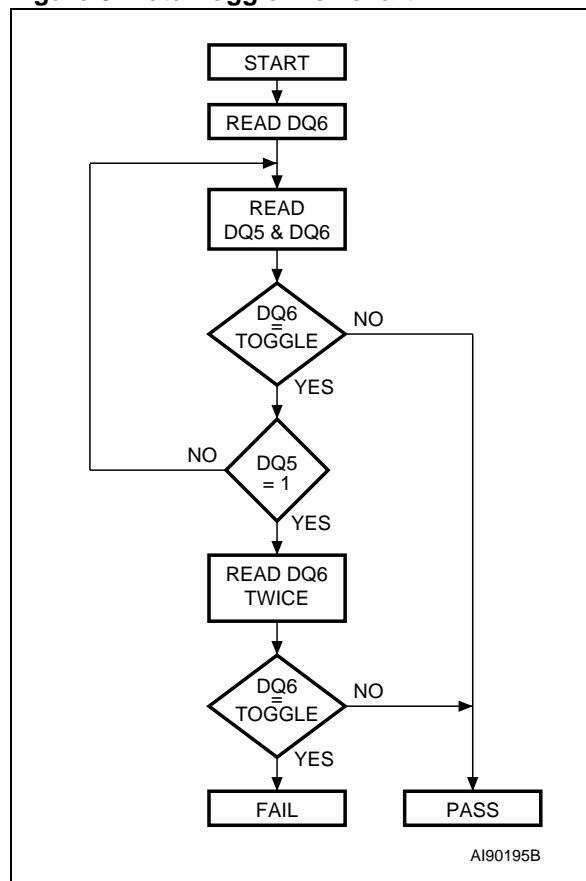 START
READ DQ6
READ
DQ5 & DQ6
DQ6
=
TOGGLE
NO
YES
NO
DQ5
= 1
YES
READ DQ6
TWICE
DQ6
=
TOGGLE
NO
YES
FAIL
PASS
AI90195B